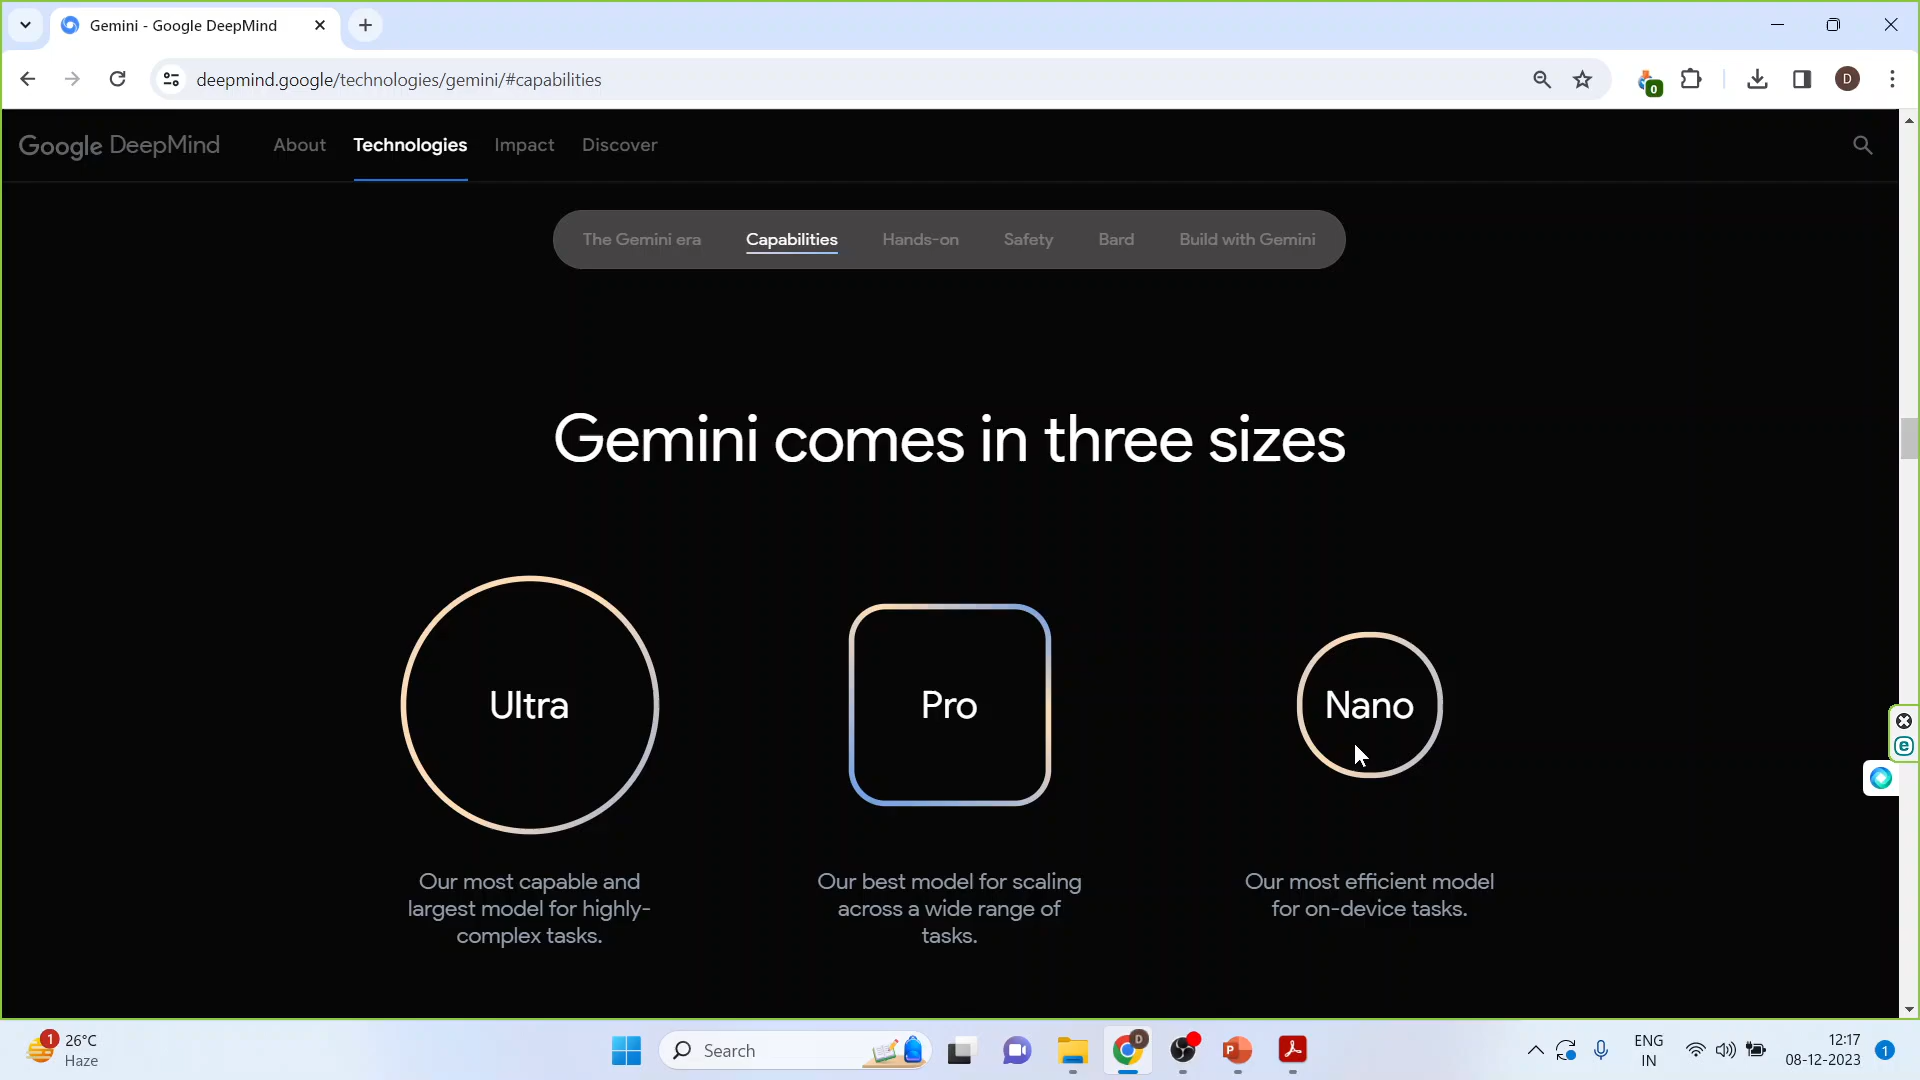 Gemini - Google DeepMind
deepmind.google/technologies/gemini/#capabilities
0
D
Google DeepMind About Technologies Impact Discover
The Gemini era Capabilities Hands-on Safety Bard Build with Gemini
Gemini comes in three sizes
Ultra
Pro
Nano
Our most capable and
largest model for highly-
complex tasks.
Our best model for scaling
across a wide range of
tasks.
Our most efficient model
for on-device tasks.
e
1
26°C
Haze
Search
D
P
ENG
IN
12:17
08-12-2023
1